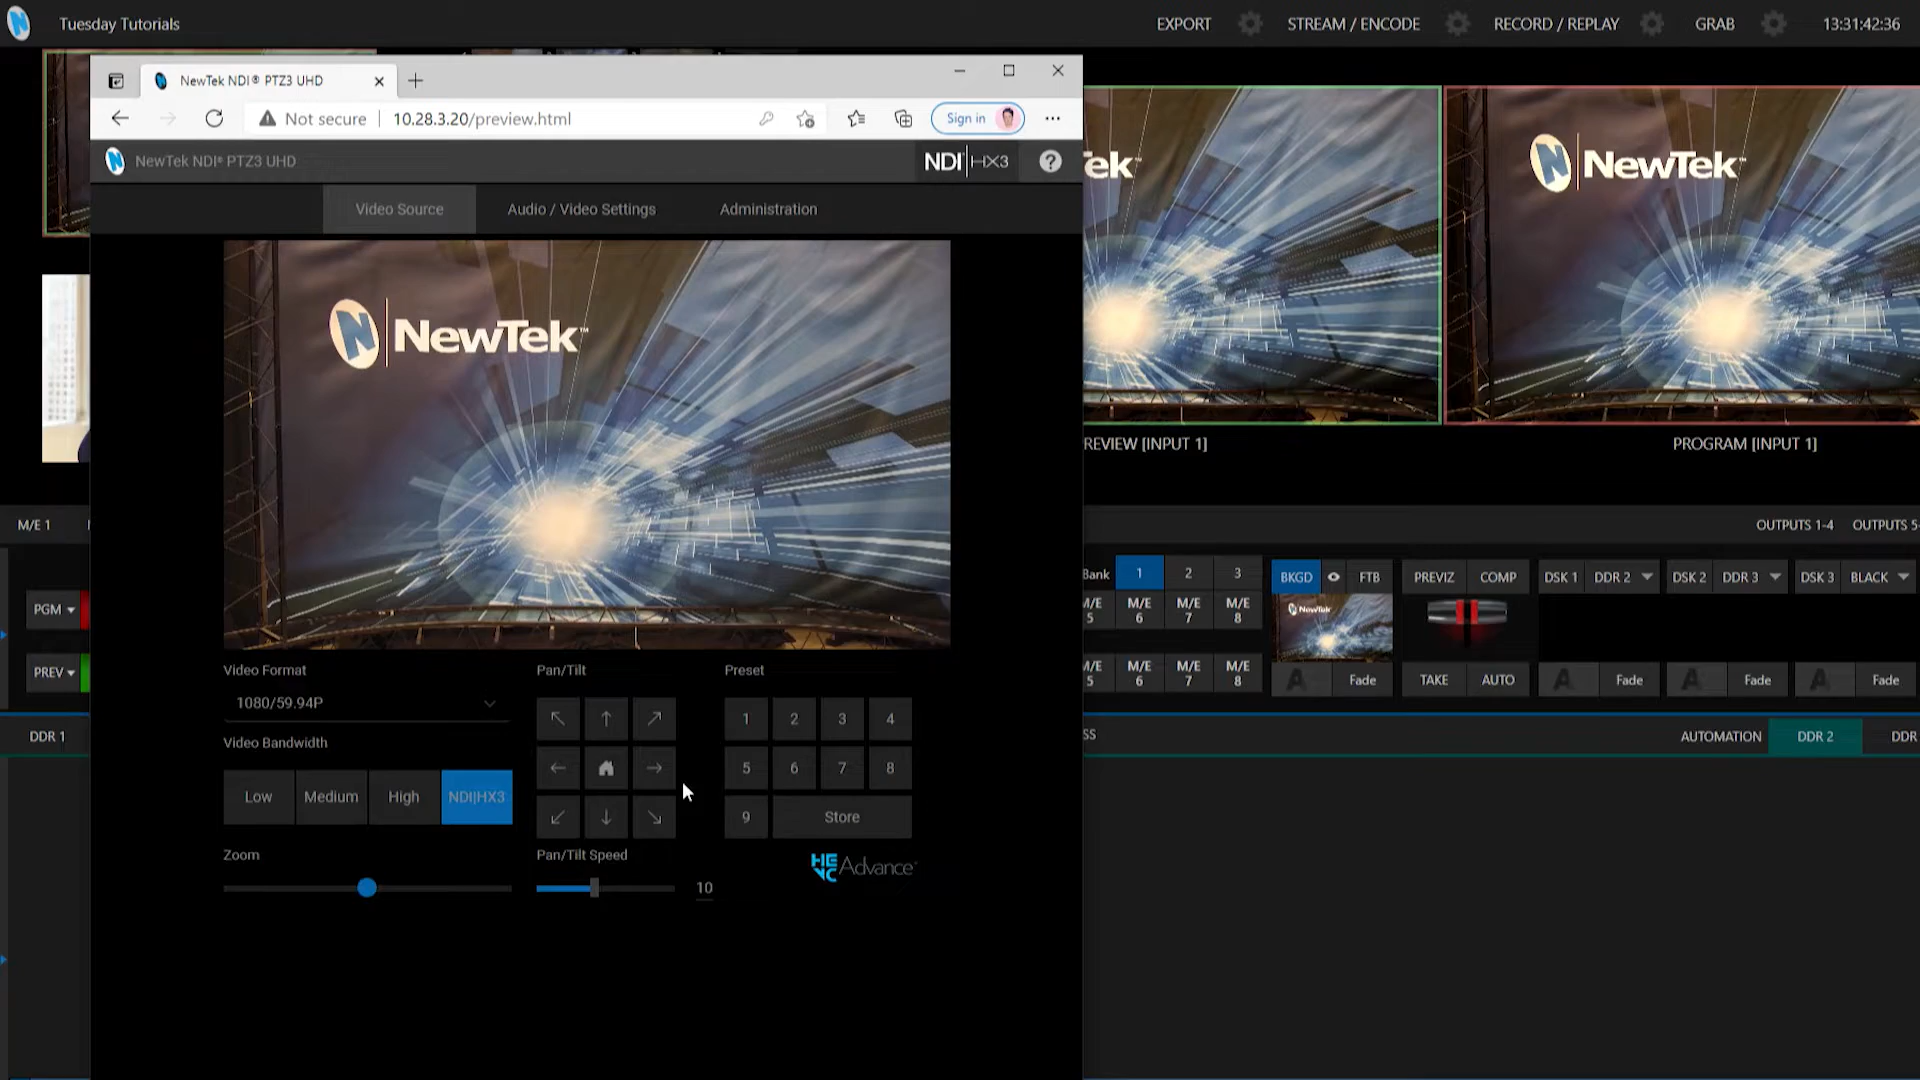 Tuesday Tutorials
EXPORT
STREAM / ENCODE
RECORD / REPLAY
GRAB
13:31:42:36
NewTek NDI® PTZ3 UHD
Not secure
10.28.3.20/preview.html
Sign in
NewTek NDI® PTZ3 UHD
NDI HX3
?
Video Source
Audio / Video Settings
Administration
NewTek™
ek™
NewTek™
REVIEW [INPUT 1]
PROGRAM [INPUT 1]
M/E 1
OUTPUTS 1-4
OUTPUTS 5-
Bank
1
2
3
BKGD
FTB
PREVIZ
COMP
DSK 1
DDR 2
DSK 2
DDR 3
DSK 3
BLACK
PGM
M/E 5
M/E 6
M/E 7
M/E 8
NewTek
PREV
M/E 5
M/E 6
M/E 7
M/E 8
A
Fade
TAKE
AUTO
A
Fade
A
Fade
A
Fade
DDR 1
SS
AUTOMATION
DDR 2
DDR
Video Format
1080/59.94P
Video Bandwidth
Low
Medium
High
NDI|HX3
Zoom
Pan/Tilt
Pan/Tilt Speed
10
Preset
1
2
3
4
5
6
7
8
9
Store
HEVC Advance